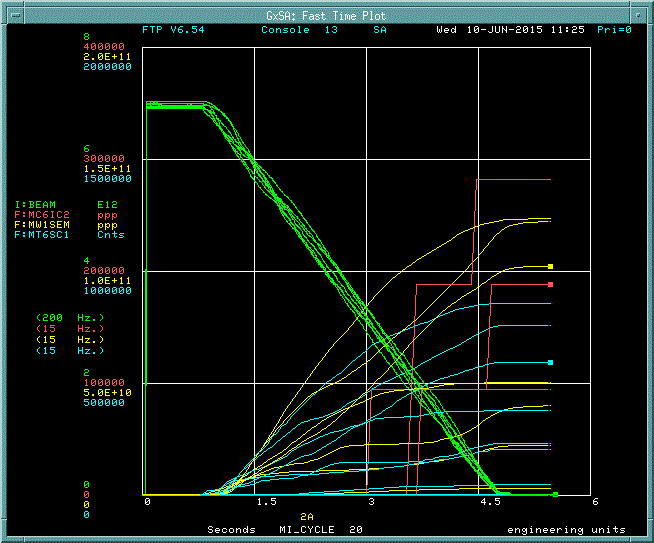 GxSA: Fast Time Plot
FTP V6.54 Console 13 SA Wed 10-JUN-2015 11:25 Pri=0
8
400000
2.0E+11
2000000
6
300000
1.5E+11
1500000
I:BEAM E12
F:MC6IC2 ppp
F:MW1SEM ppp
F:MT6SC1 Cnts
4
200000
1.0E+11
1000000
(200 Hz.)
(15 Hz.)
(15 Hz.)
(15 Hz.)
2
100000
5.0E+10
500000
0
0
0
0
0 1.5 3 4.5 6
2A
Seconds MI_CYCLE 20 engineering units